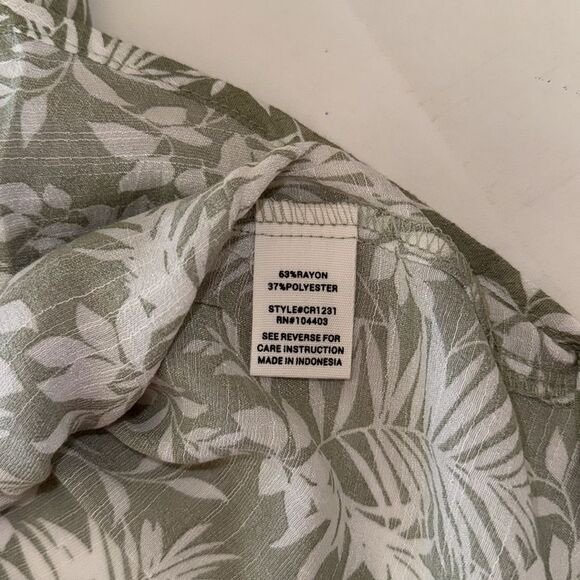 63%RAYON
37%POLYESTER
STYLE#CR1231
RN#104403
SEE REVERSE FOR
CARE INSTRUCTION
MADE IN INDONESIA